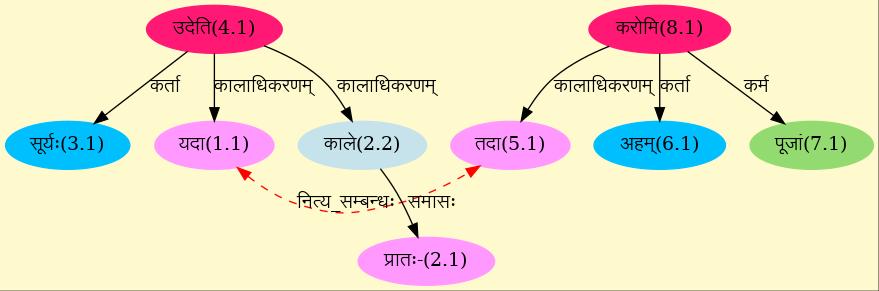 उदेति(4.1) करोमि(8.1)
कर्ता कालाधिकरणम् कालाधिकरणम् कालाधिकरणम् कर्ता कर्म
सूर्यः(3.1) यदा(1.1) काले(2.2) तदा(5.1) अहम्(6.1) पूजां(7.1)
नित्य_सम्बन्धः समासः
प्रातः-(2.1)